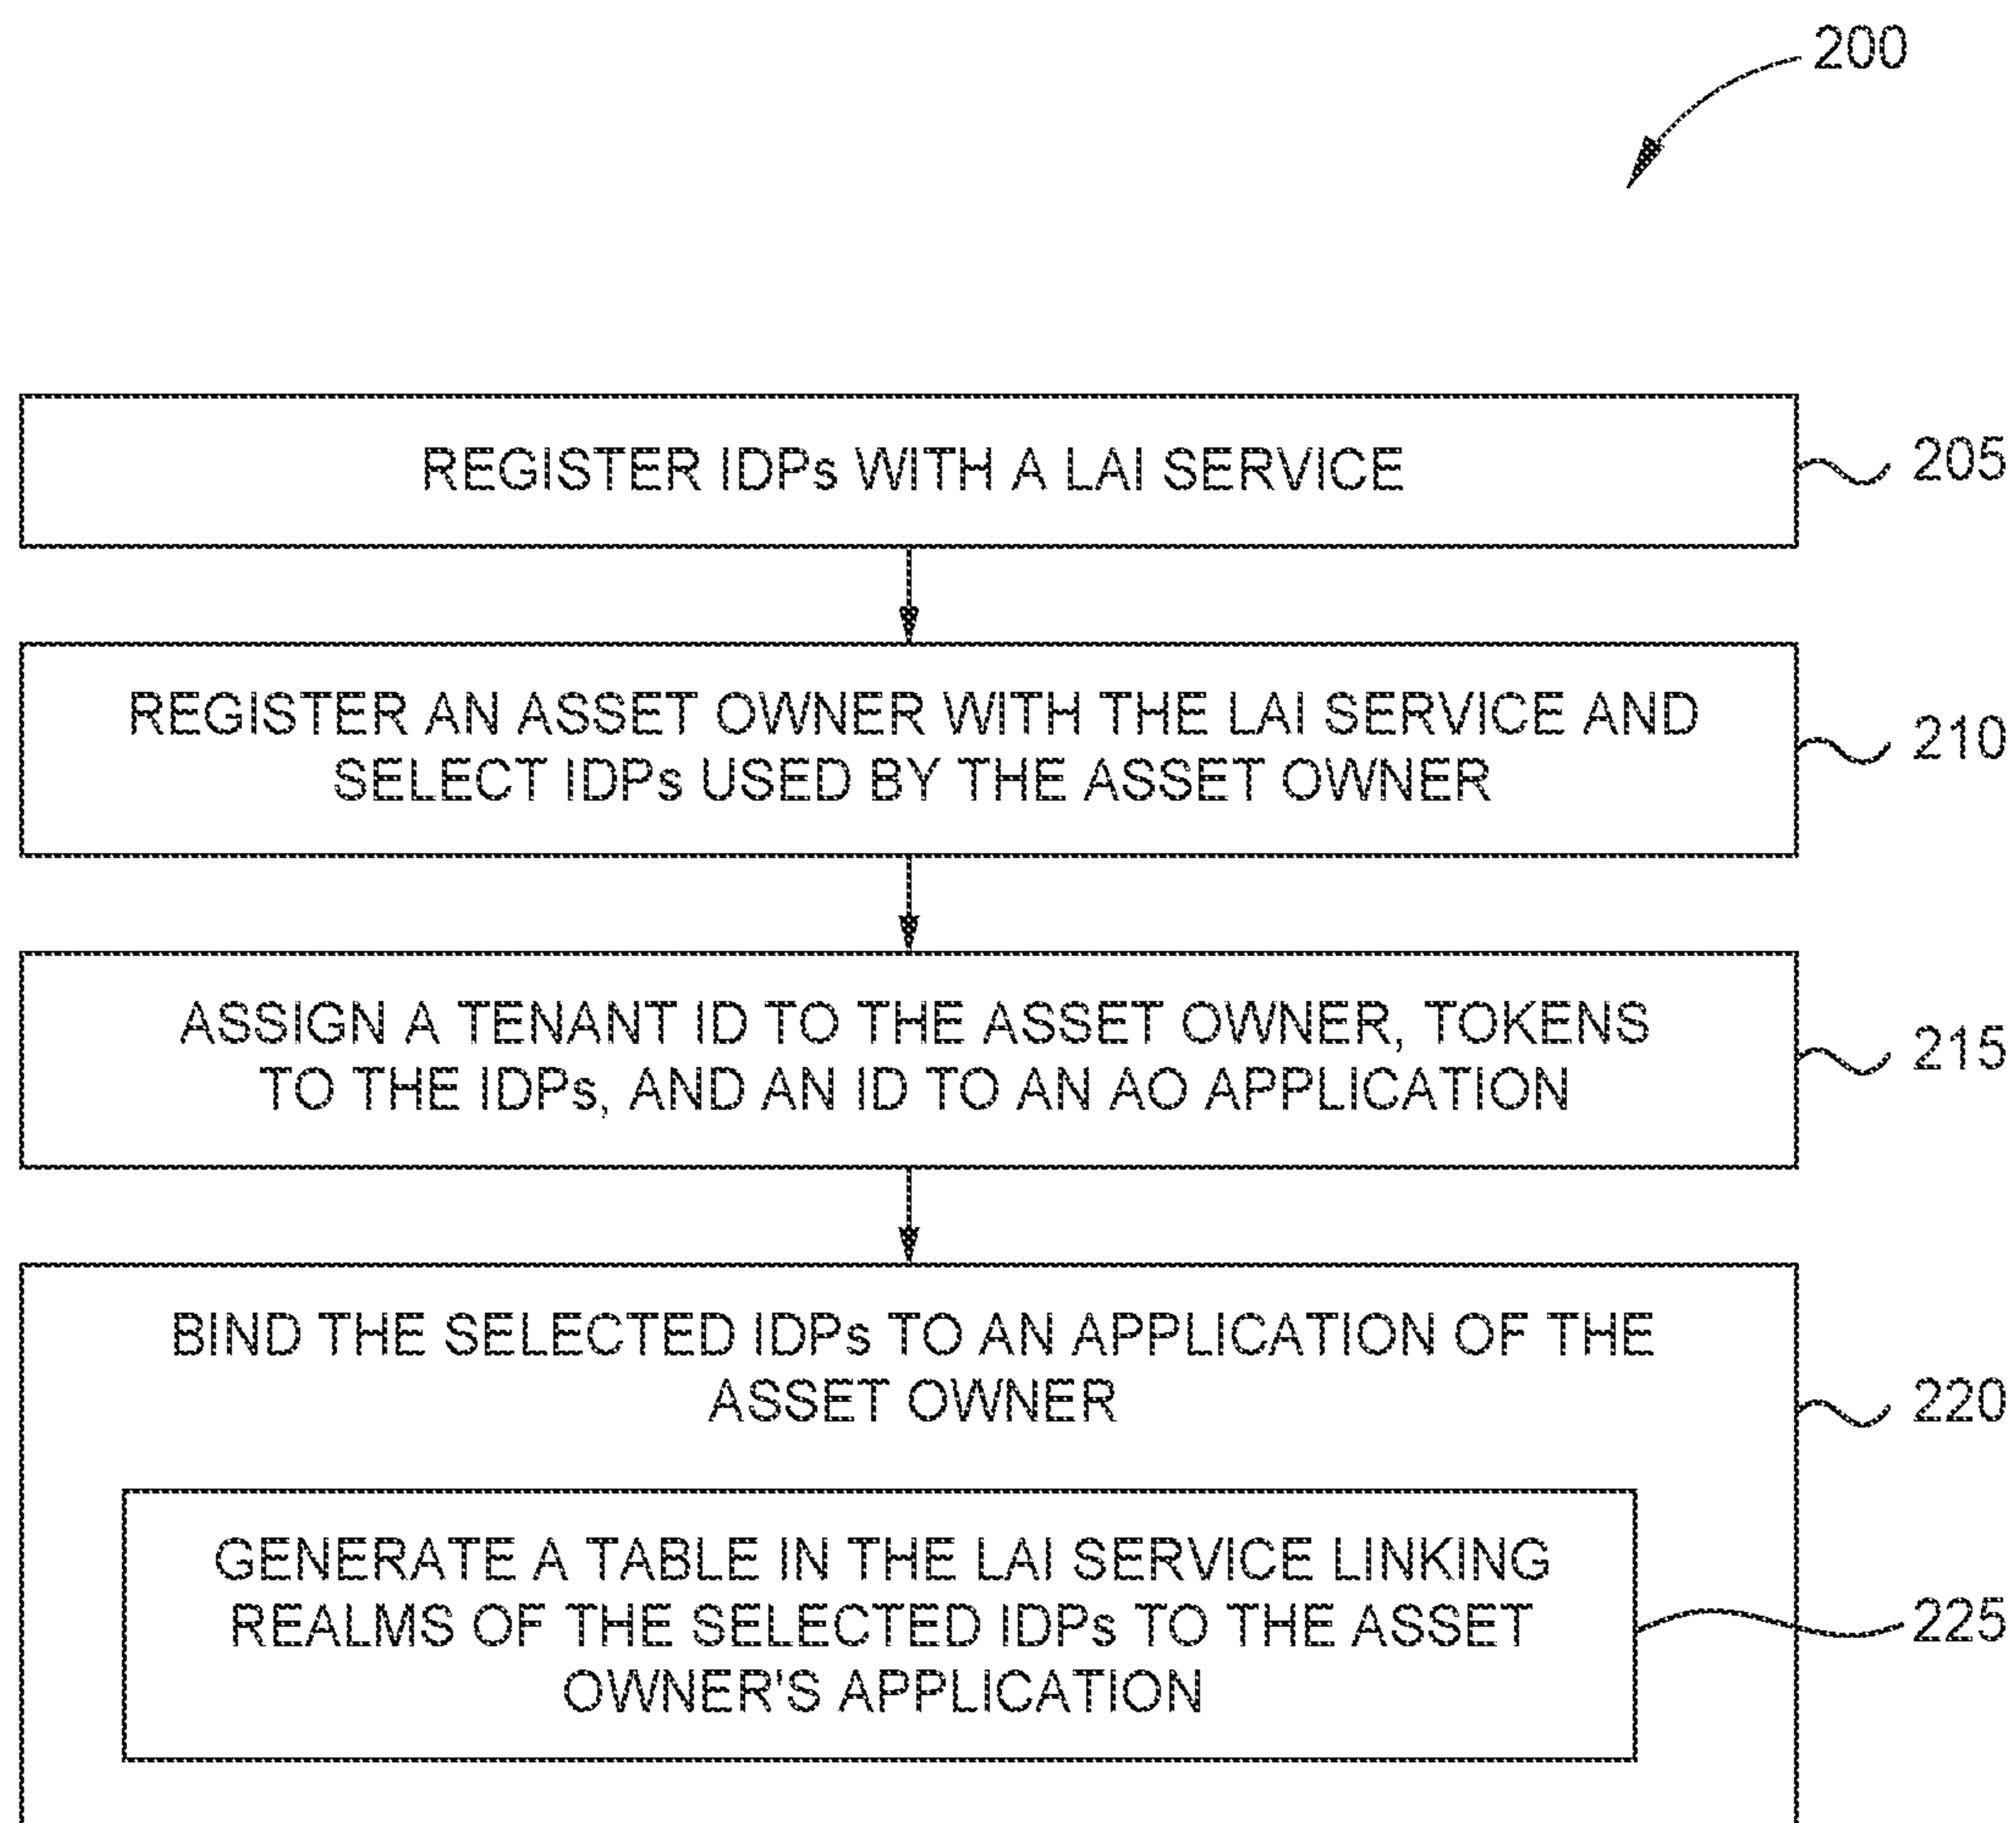 200
REGISTER IDPs WITH A LAI SERVICE
205
REGISTER AN ASSET OWNER WITH THE LAI SERVICE AND
SELECT IDPs USED BY THE ASSET OWNER
210
ASSIGN A TENANT ID TO THE ASSET OWNER, TOKENS
TO THE IDPs, AND AN ID TO AN AO APPLICATION
215
BIND THE SELECTED IDPs TO AN APPLICATION OF THE
ASSET OWNER
220
GENERATE A TABLE IN THE LAI SERVICE LINKING
REALMS OF THE SELECTED IDPs TO THE ASSET
OWNER'S APPLICATION
225